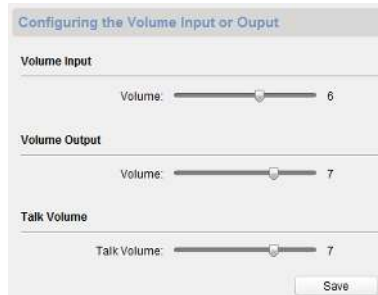 Configuring the Volume Input or Ouput
Volume Input
Volume: 6
Volume Output
Volume: 7
Talk Volume
Talk Volume: 7
Save